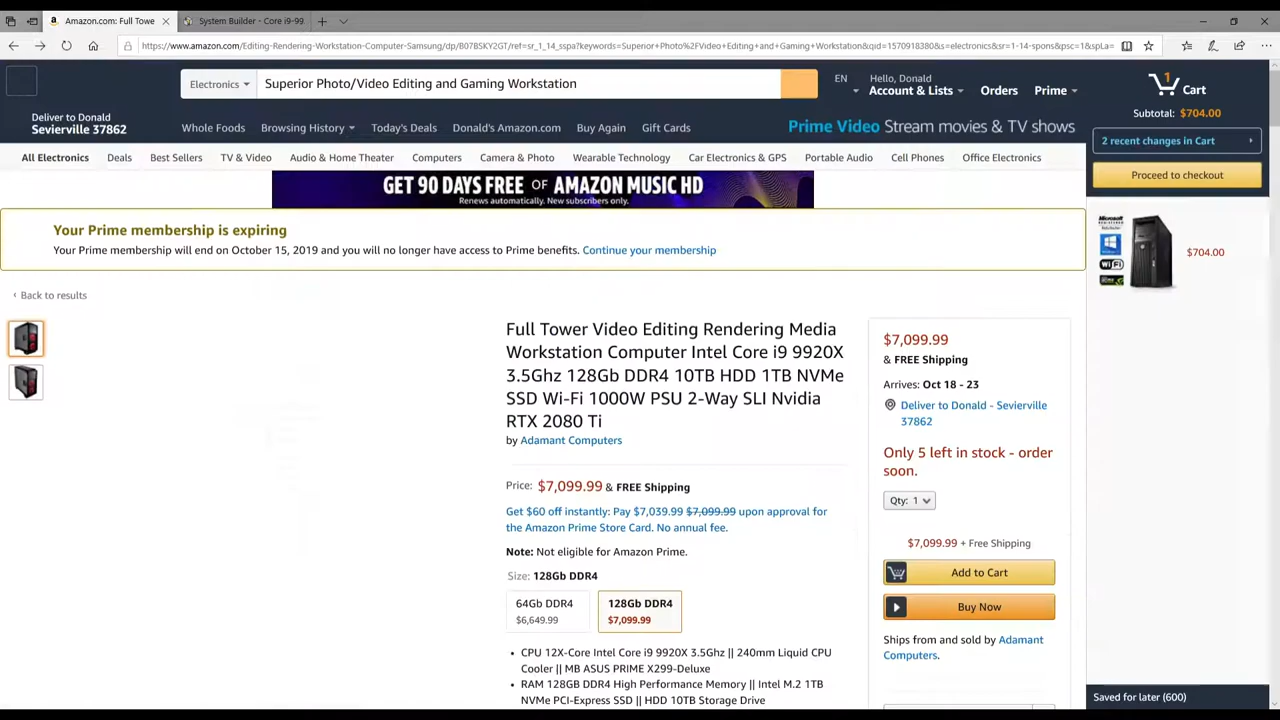 Amazon.com: Full Towe
System Builder - Core i9-99
https://www.amazon.com/Editing-Rendering-Workstation-Computer-Samsung/dp/B07BSKY2GT/ref=sr_1_14_sspa?keywords=Superior+Photo%2FVideo+Editing+and+Gaming+Workstation&qid=1570918380&s=electronics&sr=1-14-spons&psc=1&spLa=
Electronics
Superior Photo/Video Editing and Gaming Workstation
EN
Hello, Donald
Account & Lists
Orders
Prime
1
Cart
Deliver to Donald
Sevierville 37862
Whole Foods
Browsing History
Today's Deals
Donald's Amazon.com
Buy Again
Gift Cards
Prime Video Stream movies & TV shows
Subtotal: $704.00
2 recent changes in Cart
Proceed to checkout
All Electronics
Deals
Best Sellers
TV & Video
Audio & Home Theater
Computers
Camera & Photo
Wearable Technology
Car Electronics & GPS
Portable Audio
Cell Phones
Office Electronics
GET 90 DAYS FREE OF AMAZON MUSIC HD
Renews automatically. New subscribers only.
Your Prime membership is expiring
Your Prime membership will end on October 15, 2019 and you will no longer have access to Prime benefits. Continue your membership
Microsoft
Windows
WiFi
$704.00
Back to results
Full Tower Video Editing Rendering Media
Workstation Computer Intel Core i9 9920X
3.5Ghz 128Gb DDR4 10TB HDD 1TB NVMe
SSD Wi-Fi 1000W PSU 2-Way SLI Nvidia
RTX 2080 Ti
by Adamant Computers
Price: $7,099.99 & FREE Shipping
Get $60 off instantly: Pay $7,039.99 $7,099.99 upon approval for
the Amazon Prime Store Card. No annual fee.
Note: Not eligible for Amazon Prime.
Size: 128Gb DDR4
64Gb DDR4
$6,649.99
128Gb DDR4
$7,099.99
• CPU 12X-Core Intel Core i9 9920X 3.5Ghz || 240mm Liquid CPU
Cooler || MB ASUS PRIME X299-Deluxe
• RAM 128GB DDR4 High Performance Memory || Intel M.2 1TB
NVMe PCI-Express SSD || HDD 10TB Storage Drive
$7,099.99
& FREE Shipping
Arrives: Oct 18 - 23
Deliver to Donald - Sevierville
37862
Only 5 left in stock - order
soon.
Qty: 1
$7,099.99 + Free Shipping
Add to Cart
Buy Now
Ships from and sold by Adamant
Computers.
Saved for later (600)